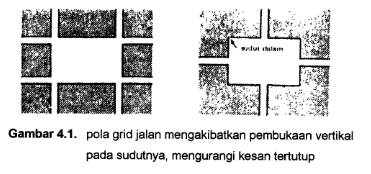 sudut dalam
Gambar 4.1. pola grid jalan mengakibatkan pembukaan vertikal
pada sudutnya, mengurangi kesan tertutup